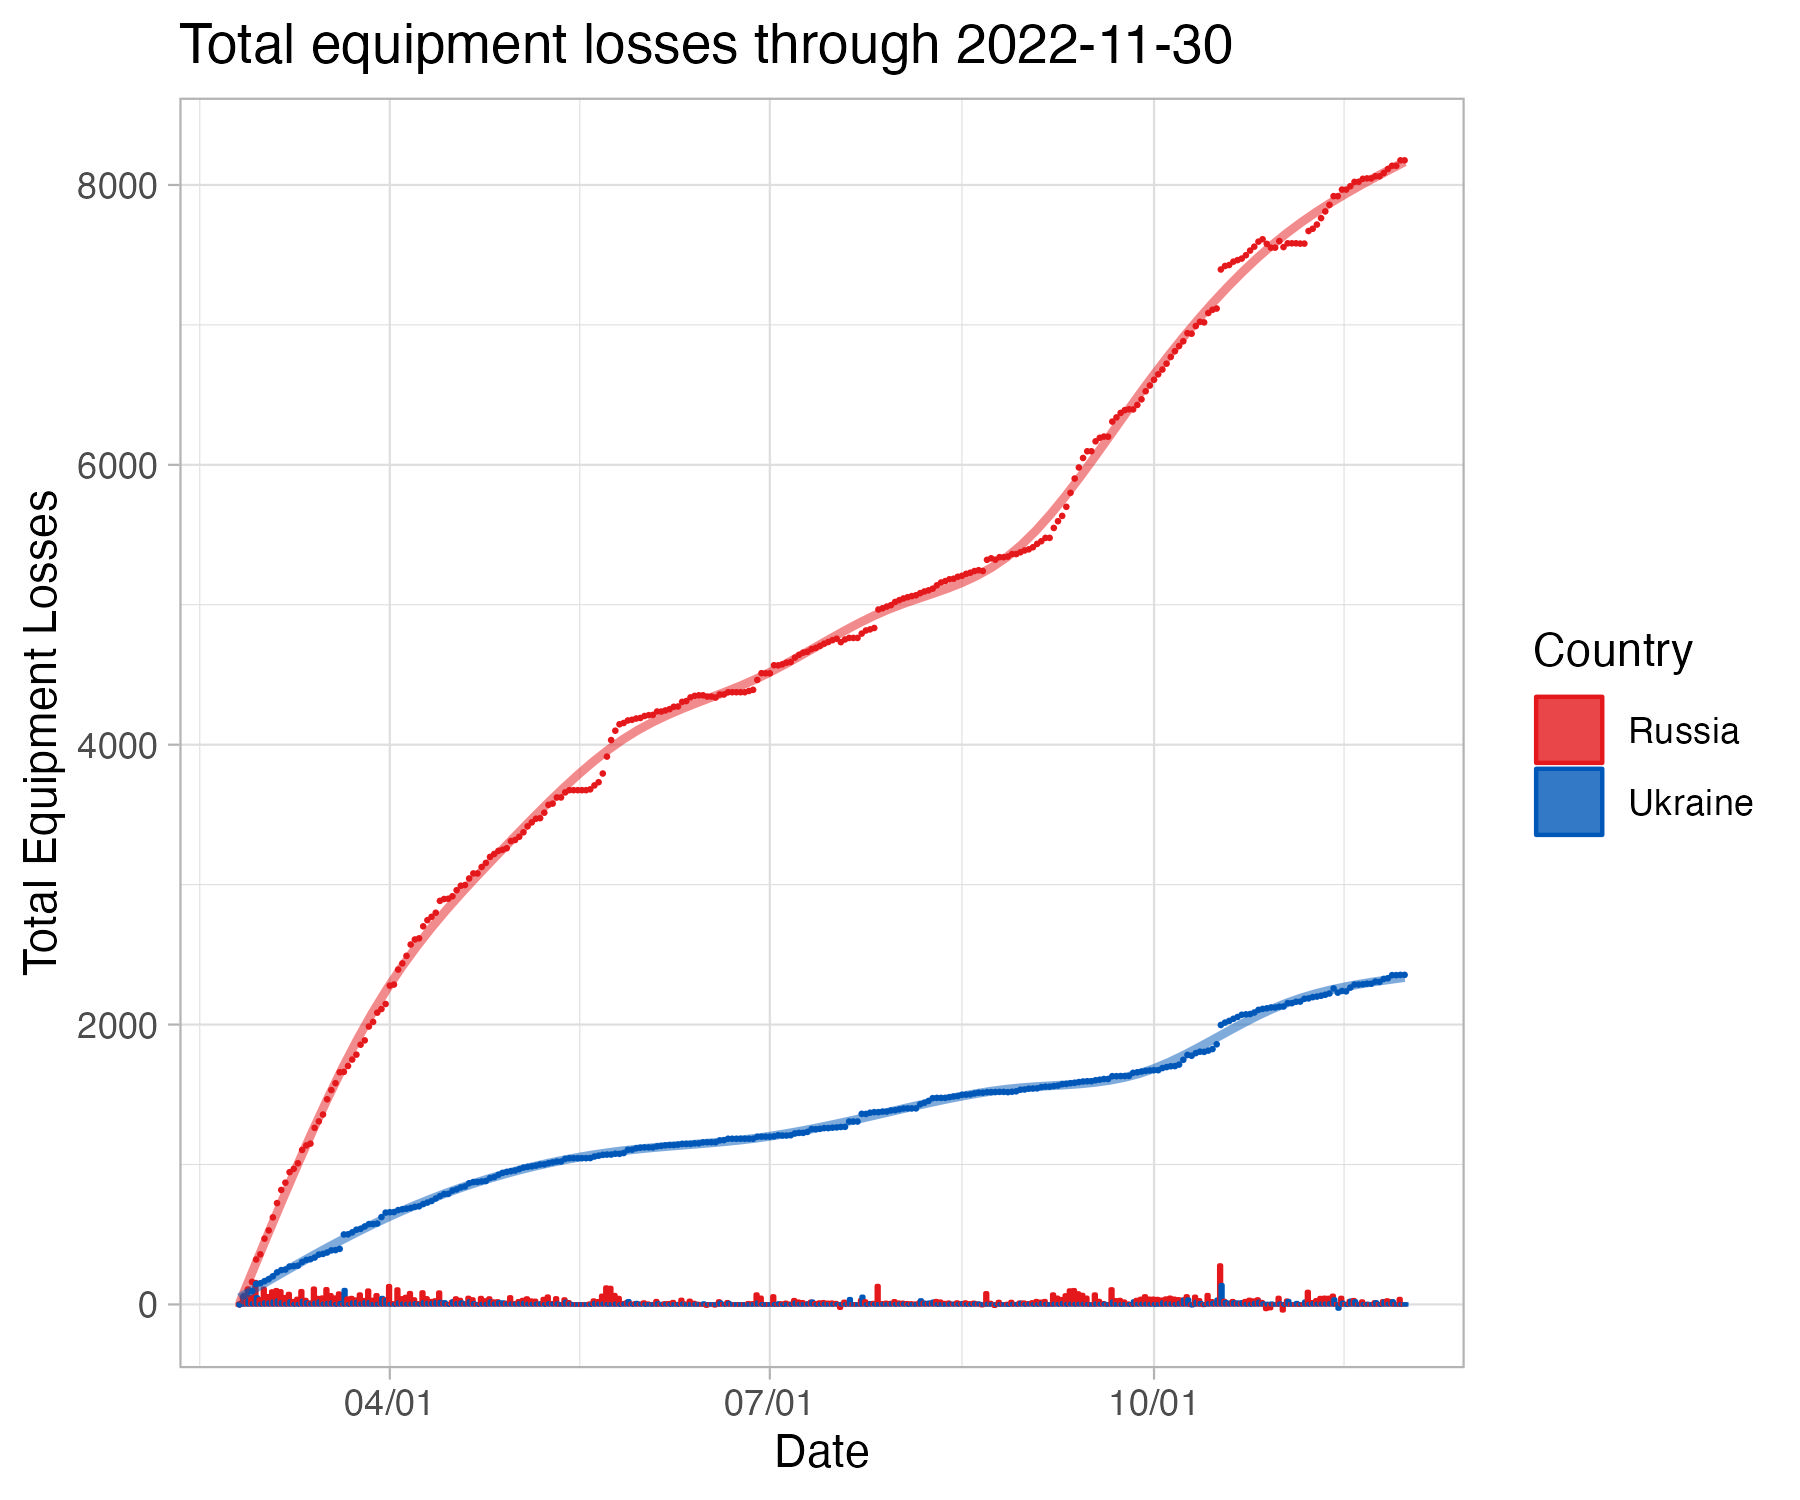 Total equipment losses through 2022-11-30
Total Equipment Losses
8000
6000
4000
2000
0
04/01
07/01
10/01
Date
Country
Russia
Ukraine